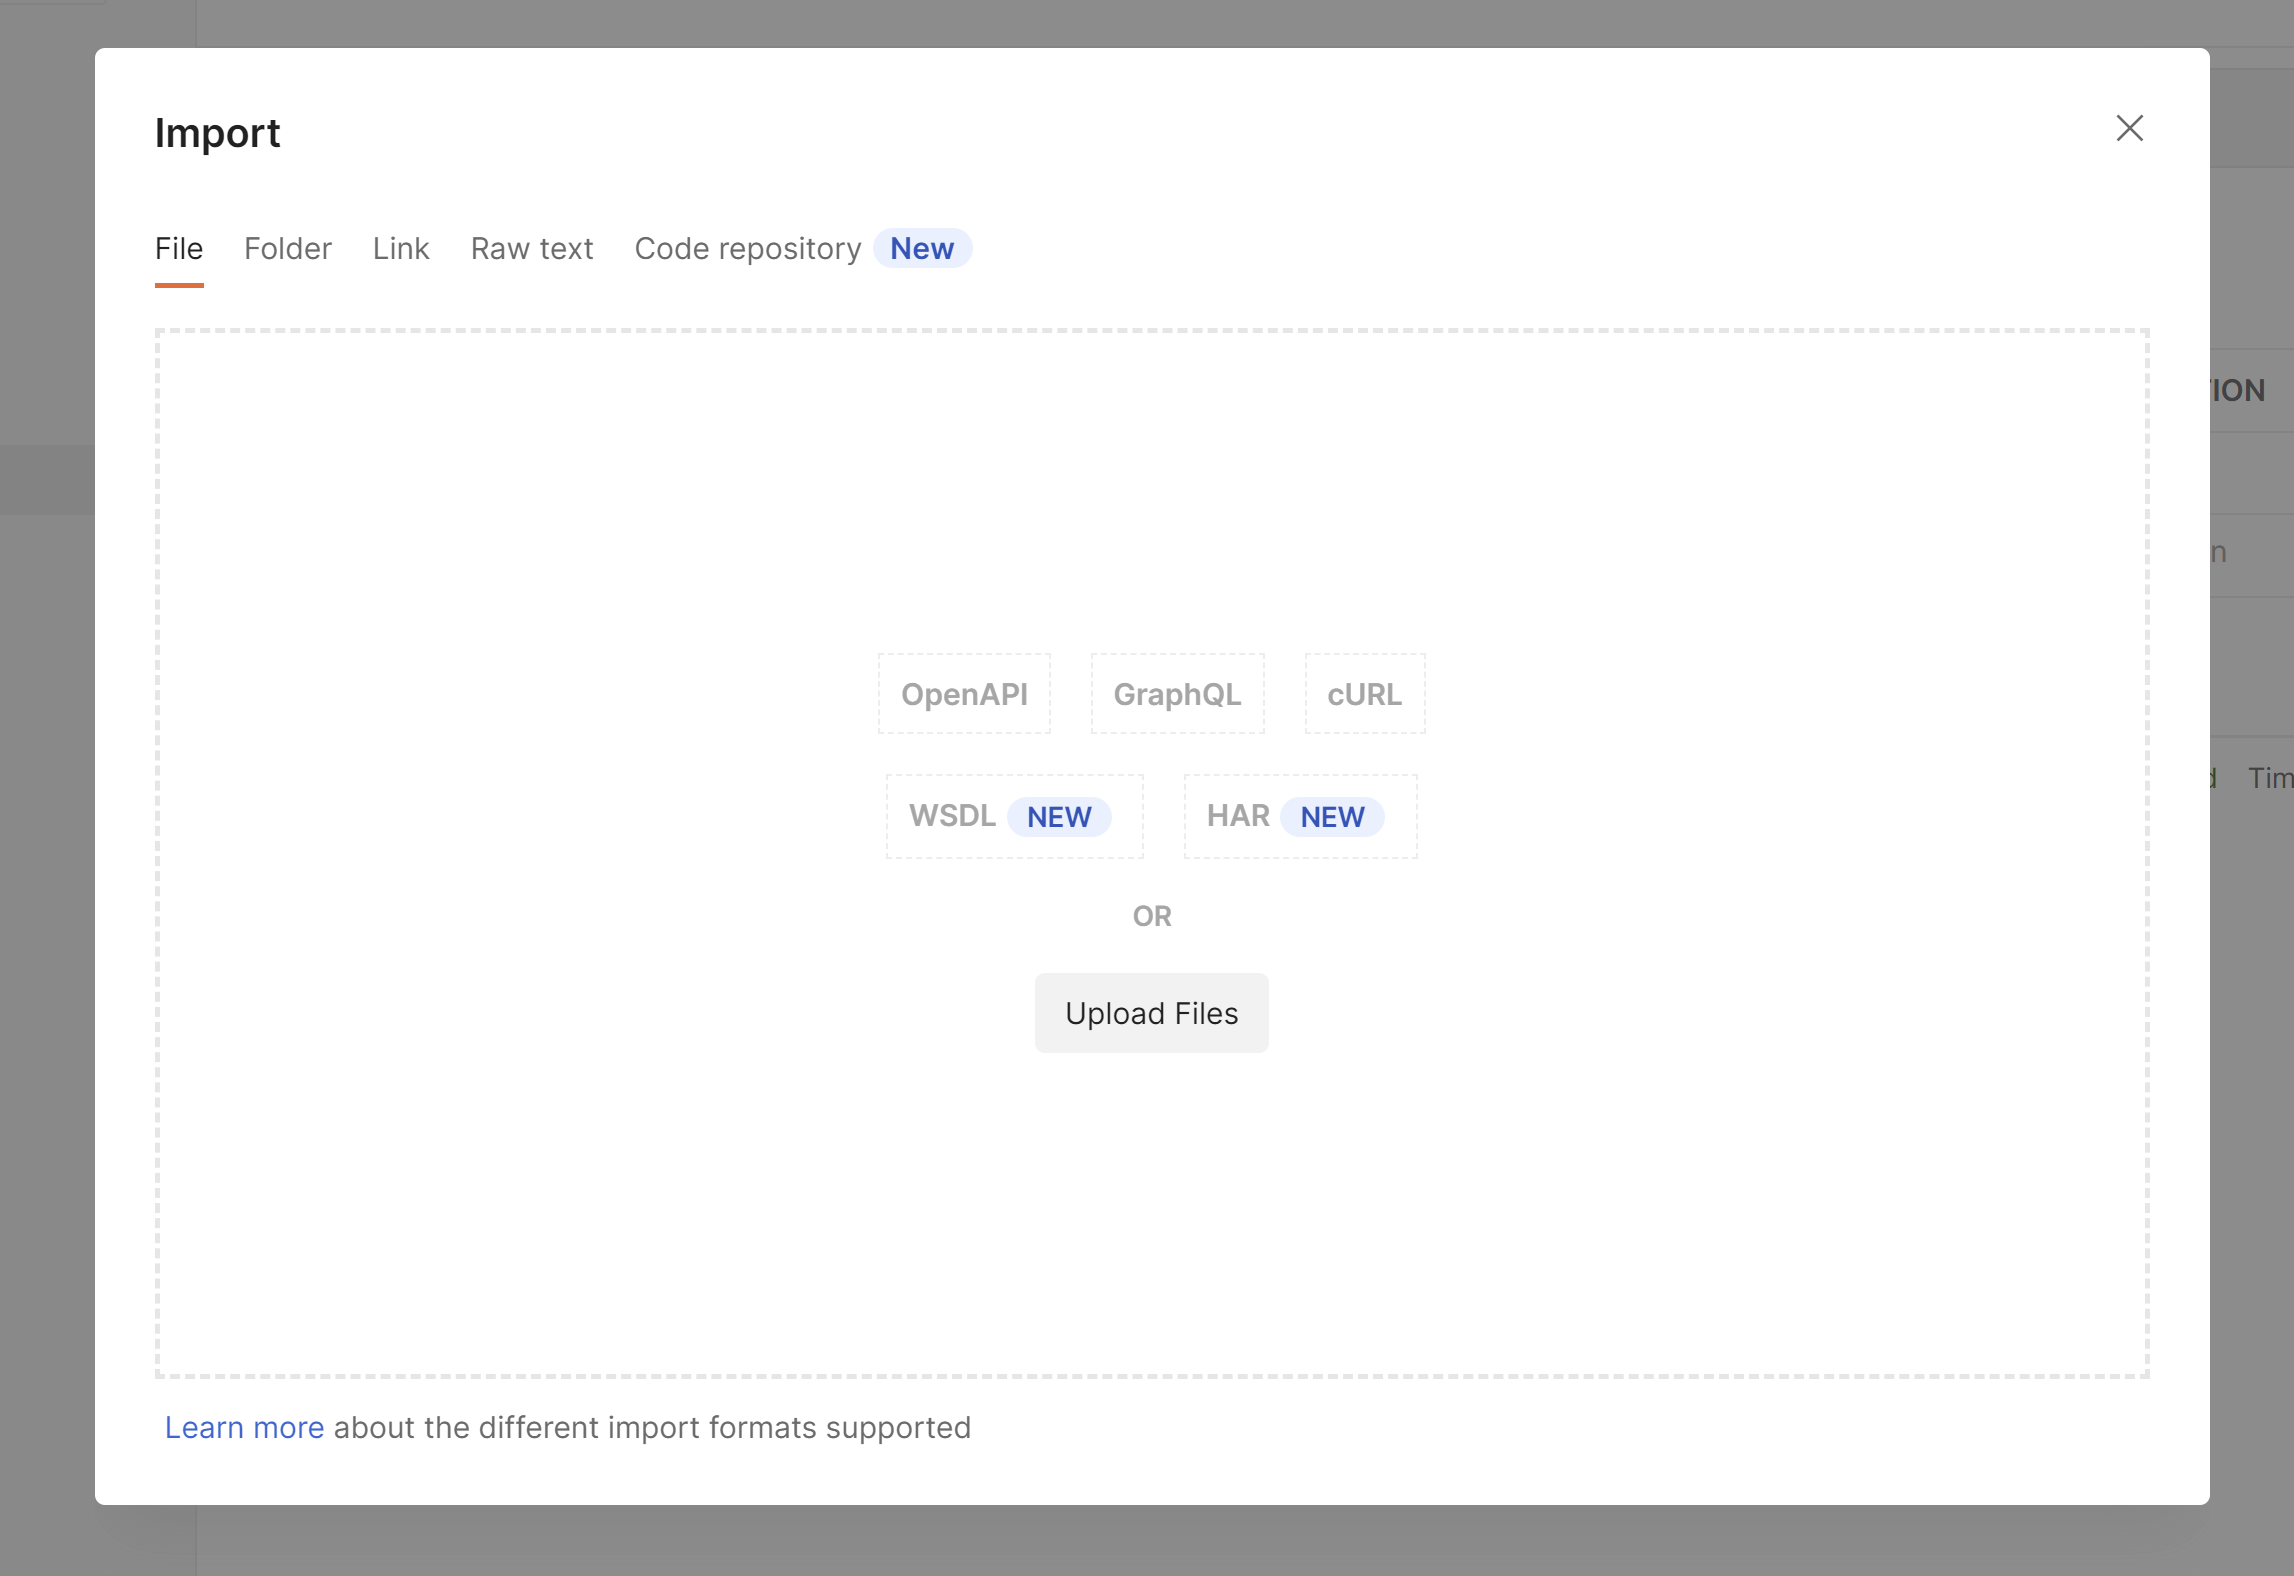 Import
File Folder Link Raw text Code repository New
OpenAPI GraphQL cURL
WSDL NEW HAR NEW
OR
Upload Files
Learn more about the different import formats supported
ION
n
d Tim